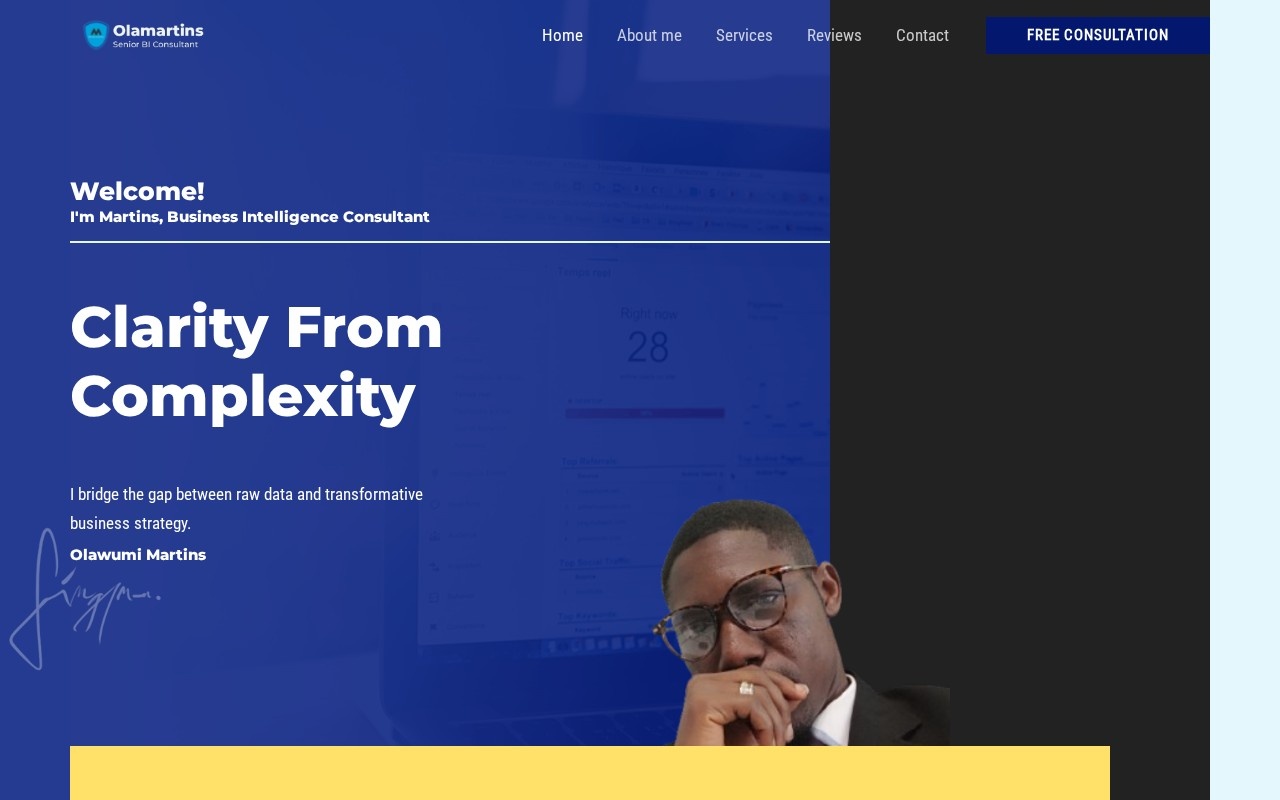 Olamartins
Senior BI Consultant
Home
About me
Services
Reviews
Contact
FREE CONSULTATION
Welcome!
I'm Martins, Business Intelligence Consultant
Clarity From
Complexity
Right now
28
I bridge the gap between raw data and transformative
business strategy.
Olawumi Martins